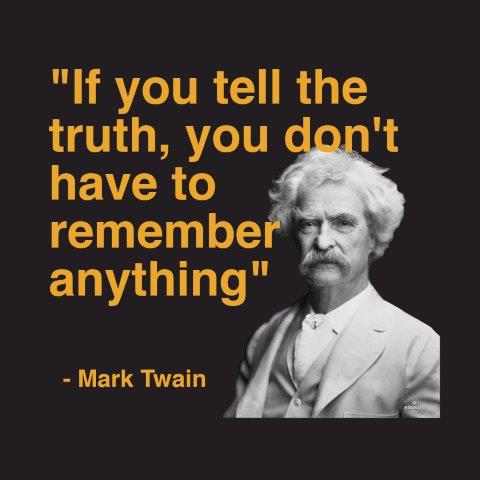 "If you tell the
truth, you don't
have to
remember
anything"
- Mark Twain